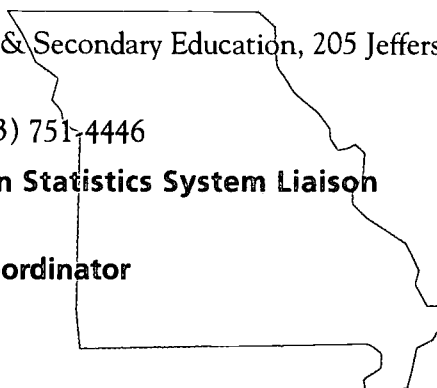 & Secondary Education, 205 Jeffers
3) 751-4446
n Statistics System Liaison
ordinator